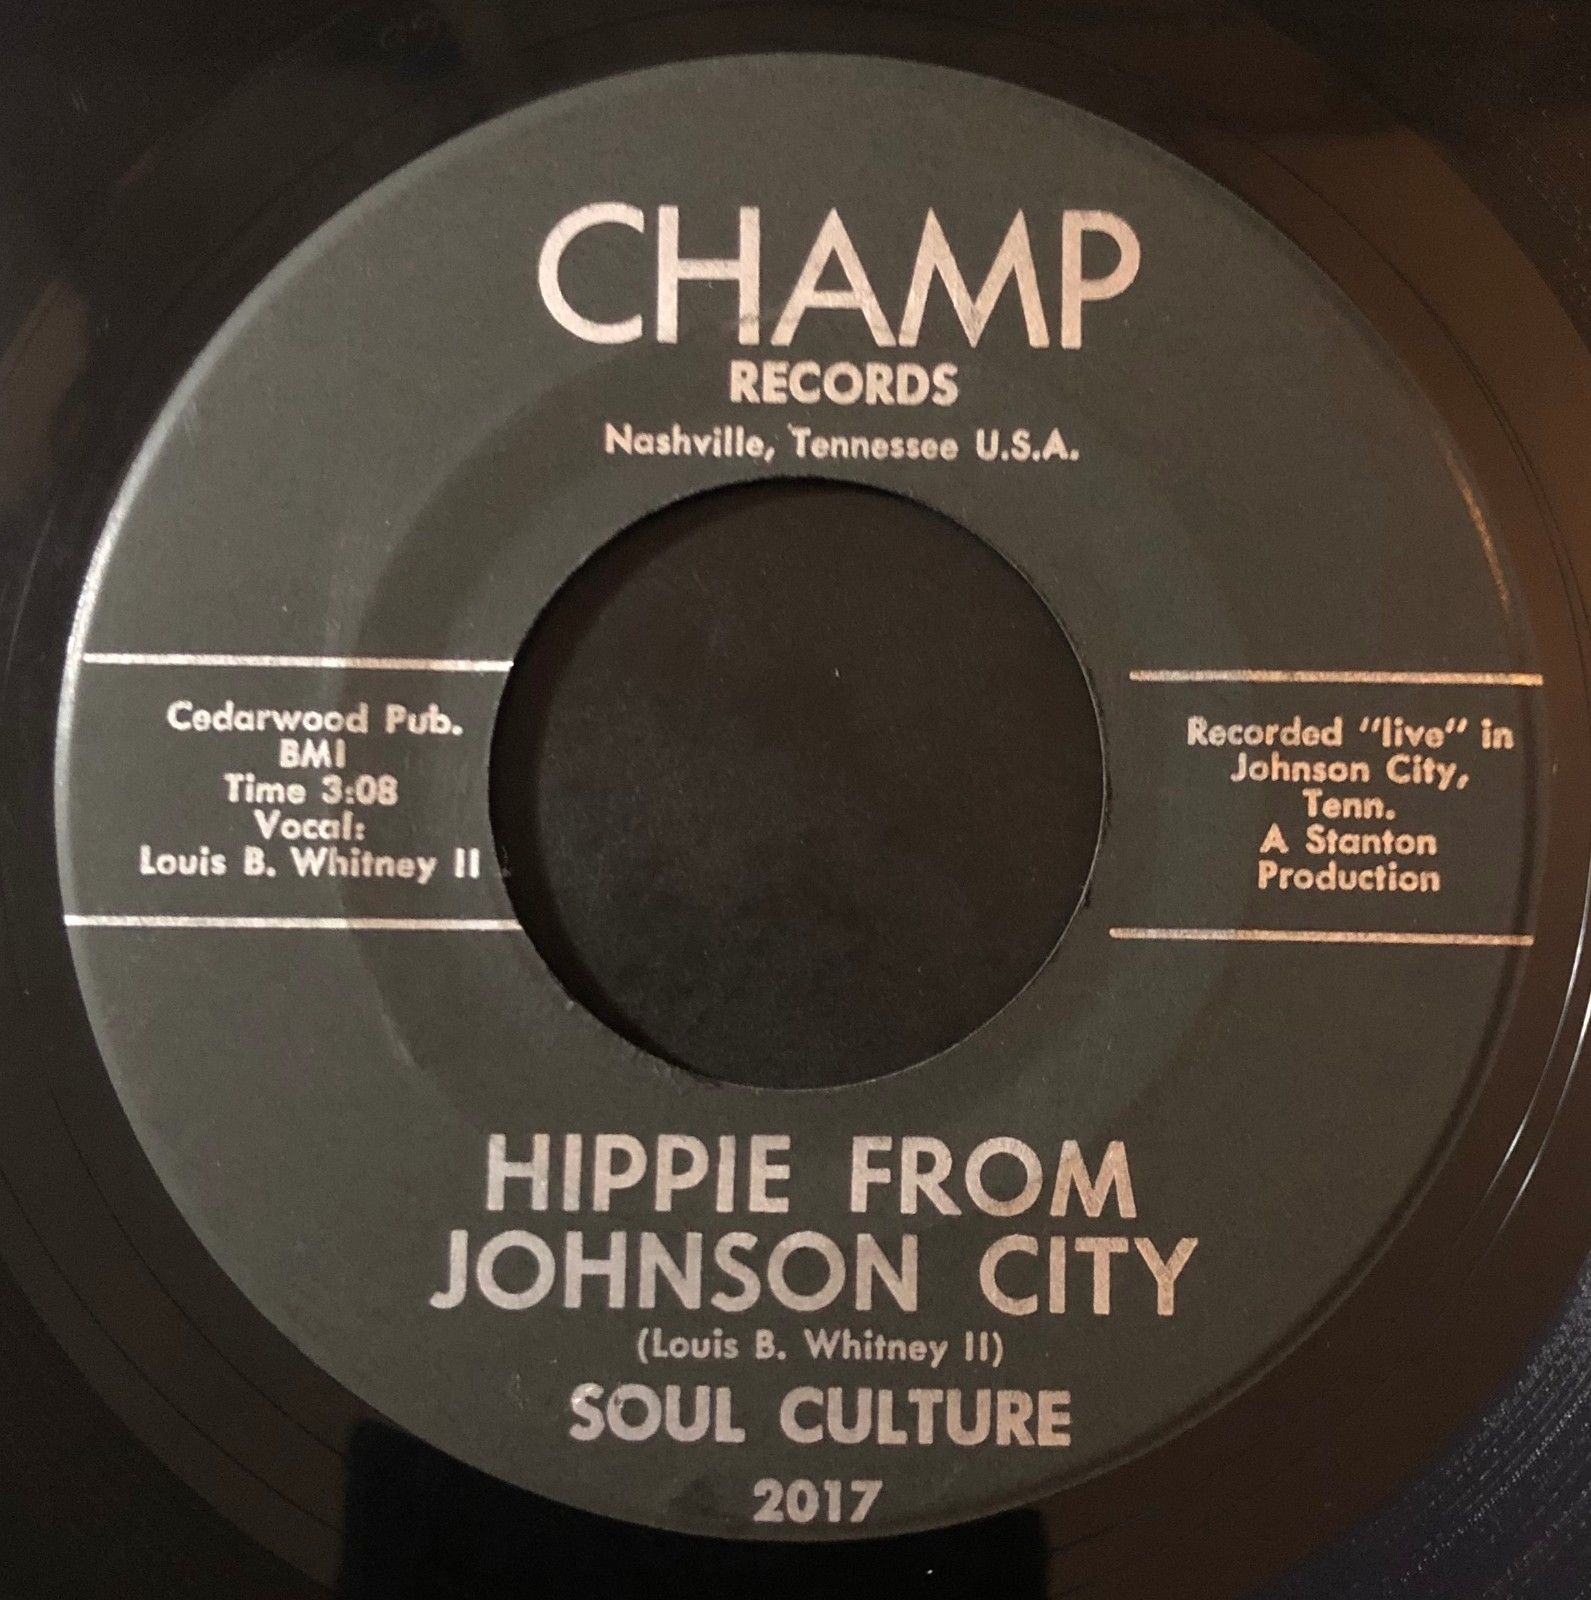 CHAMP
RECORDS
Nashville, Tennessee U.S.A.
Cedarwood Pub.
BMI
Time 3:08
Vocal:
Louis B. Whitney II
Recorded "live" in
Johnson City,
Tenn.
A Stanton
Production
HIPPIE FROM
JOHNSON CITY
(Louis B. Whitney II)
SOUL CULTURE
2017